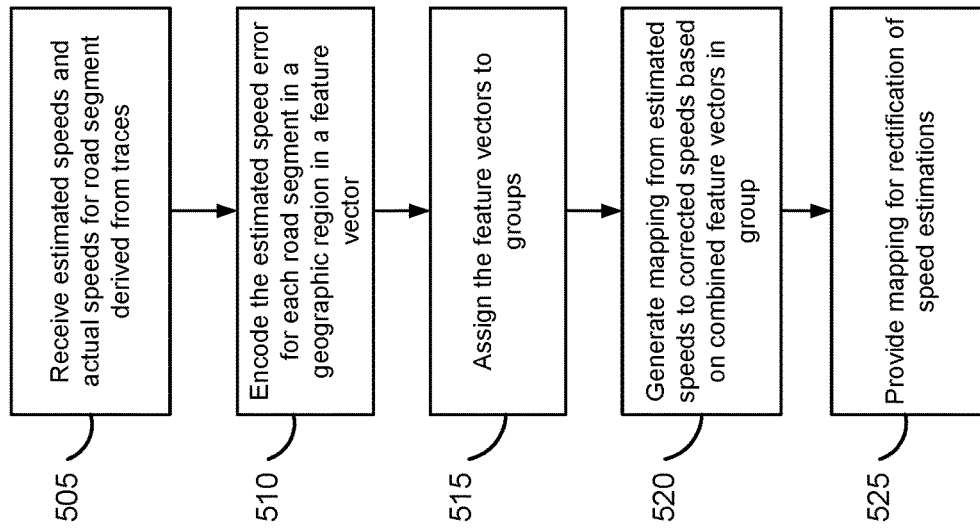 505
Receive estimated speeds and
actual speeds for road segment
derived from traces
510
Encode the estimated speed error
for each road segment in a
geographic region in a feature
vector
515
Assign the feature vectors to
groups
520
Generate mapping from estimated
speeds to corrected speeds based
on combined feature vectors in
group
525
Provide mapping for rectification of
speed estimations